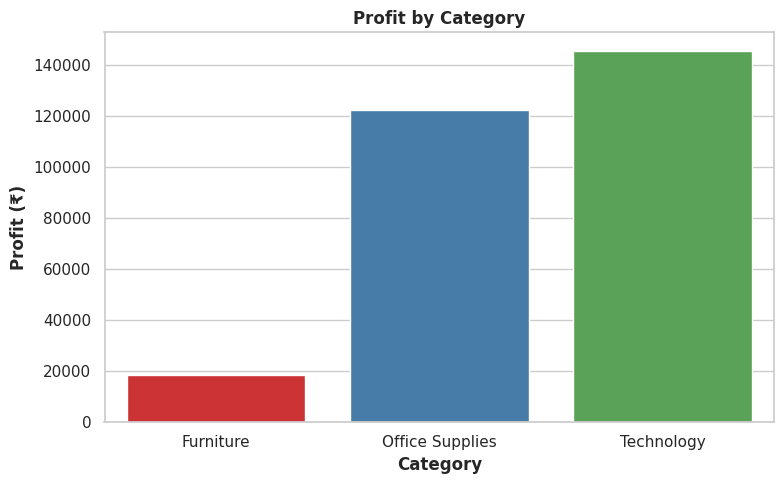 Profit by Category
Profit (₹)
140000
120000
100000
80000
60000
40000
20000
0
Furniture Office Supplies Technology
Category